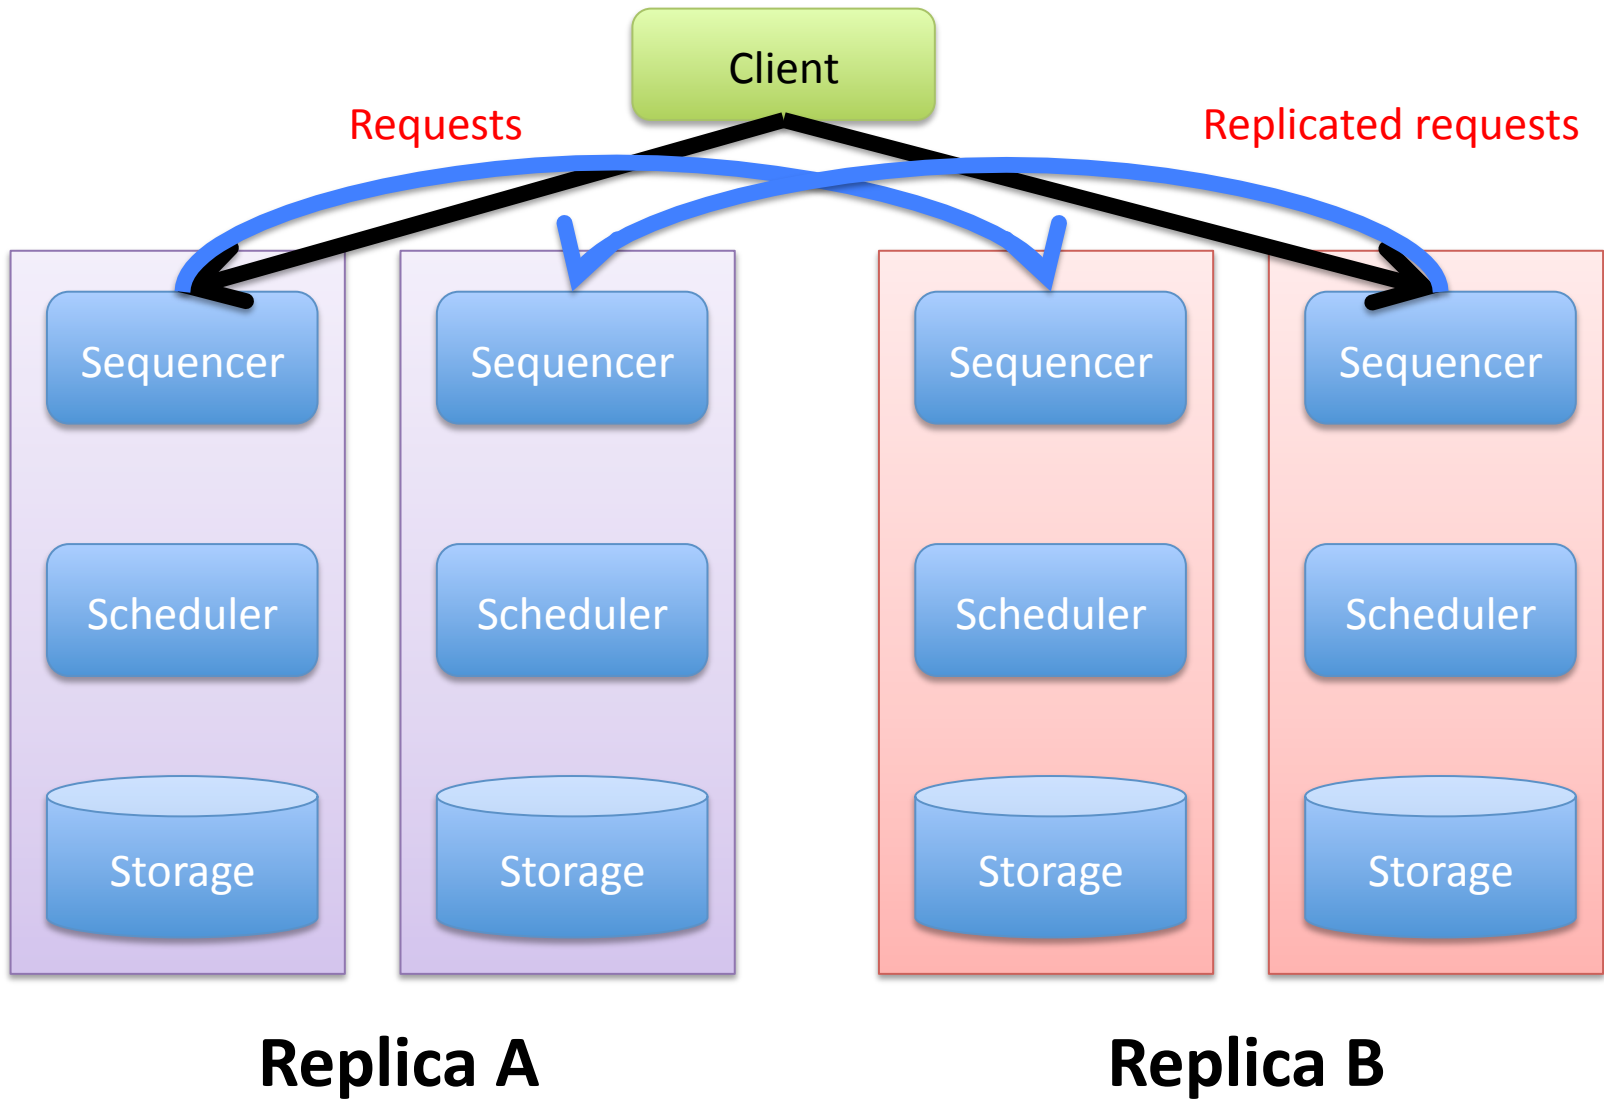 Client
Requests
Replicated requests
Sequencer
Sequencer
Sequencer
Sequencer
Scheduler
Scheduler
Scheduler
Scheduler
Storage
Storage
Storage
Storage
Replica A
Replica B